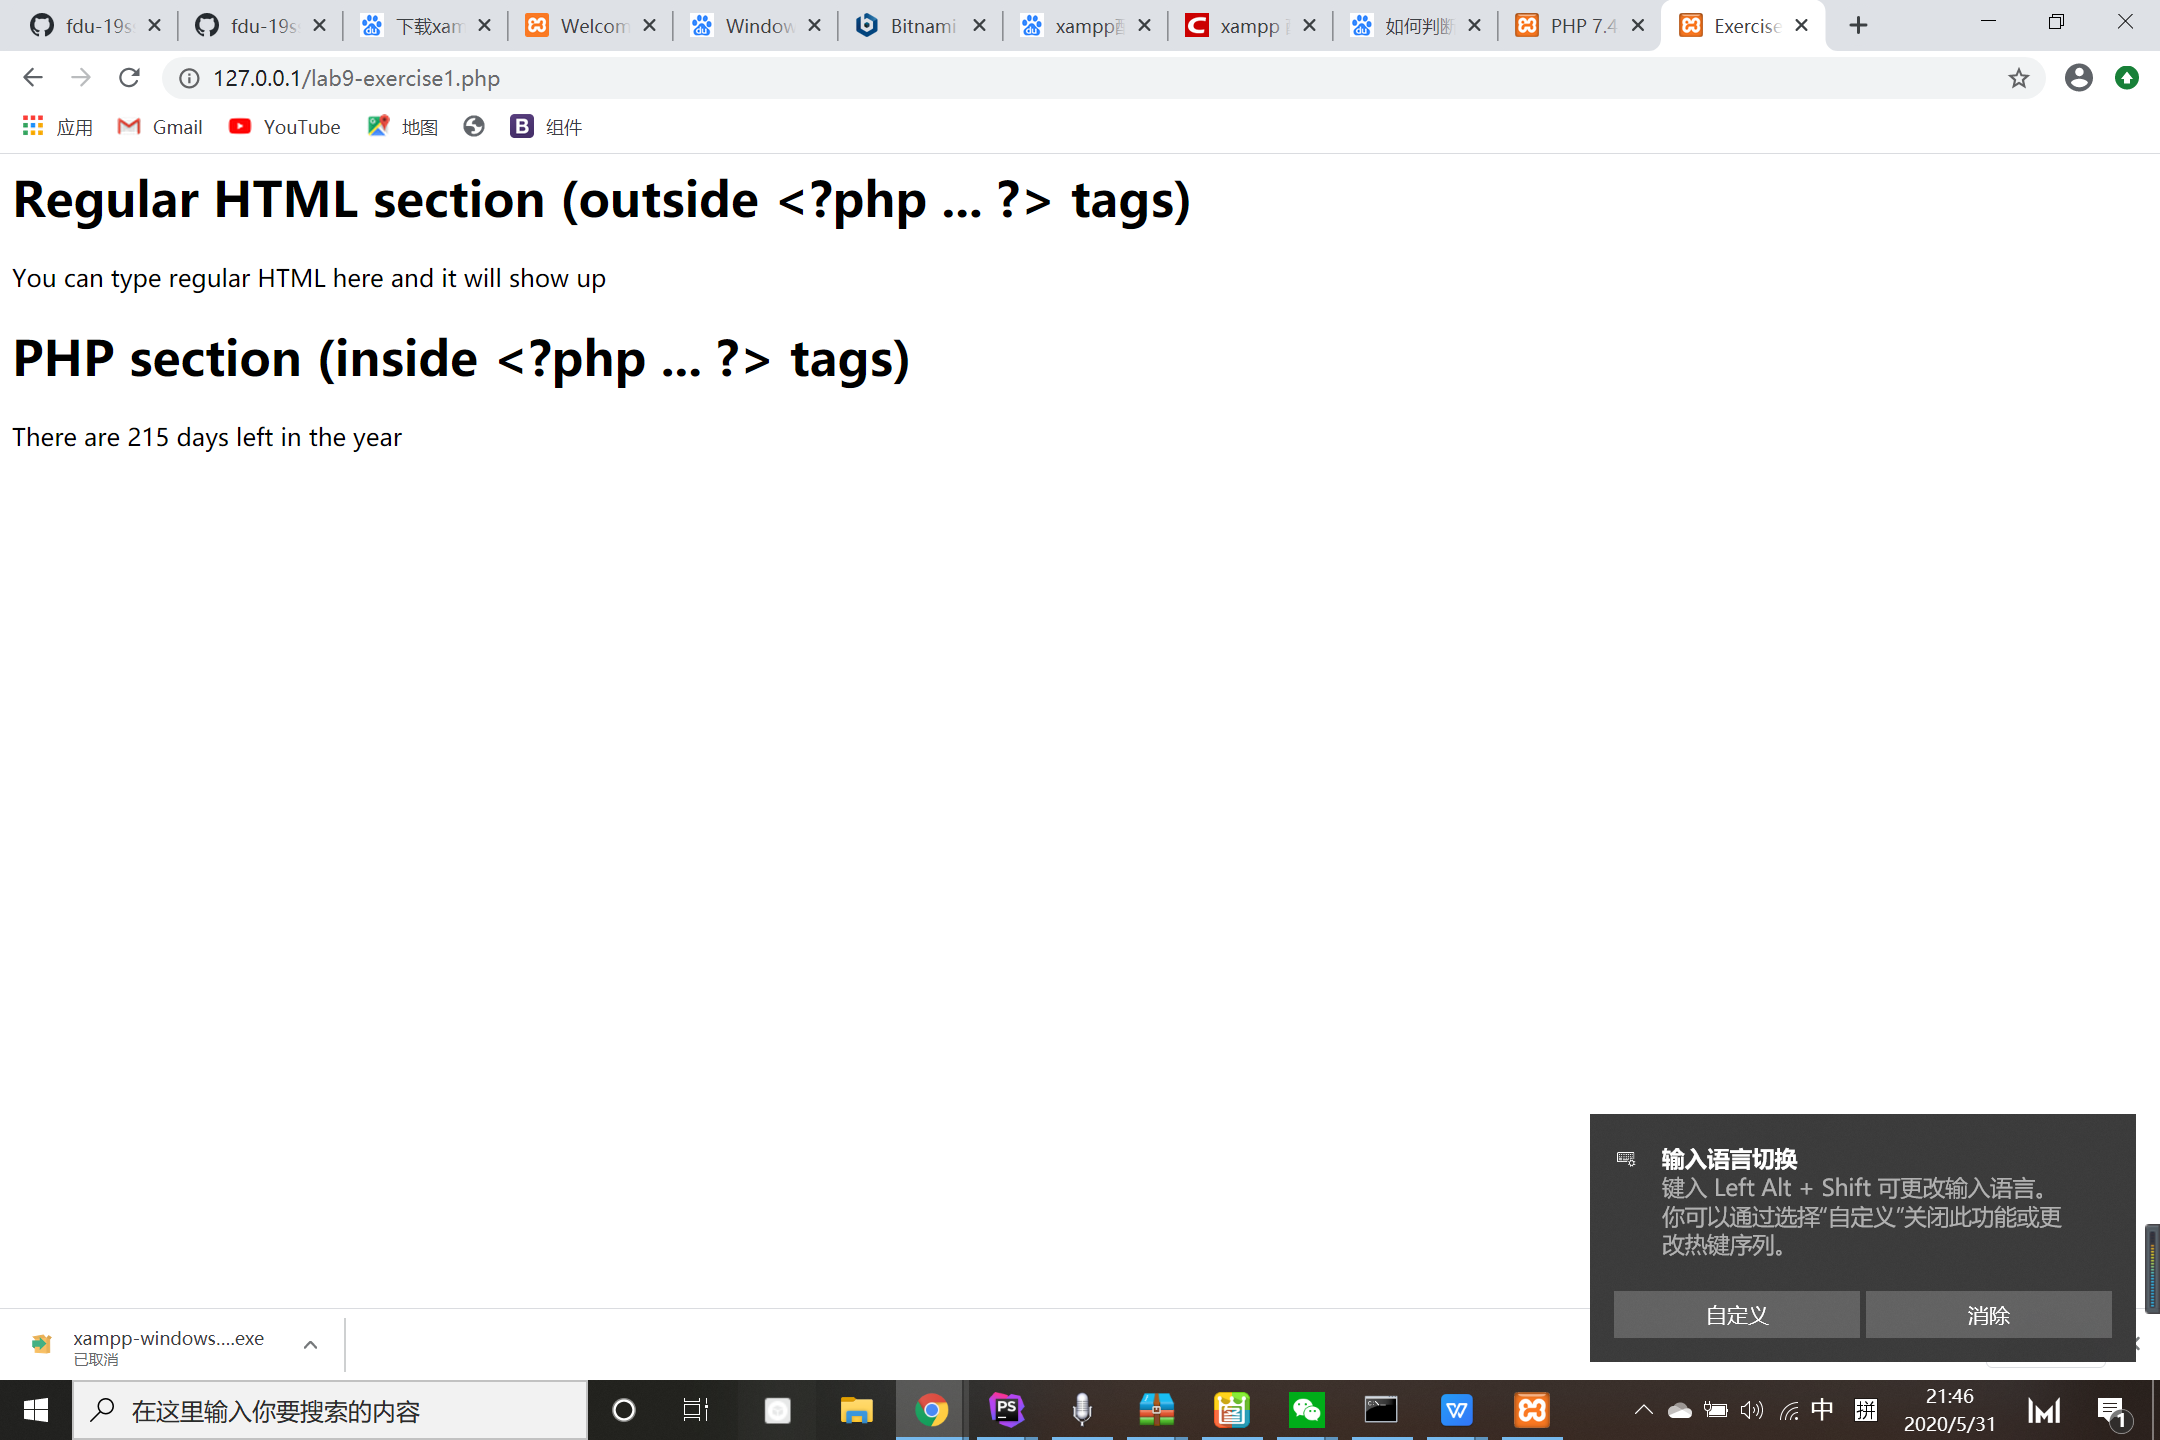 fdu-19s
fdu-19s
下载xam
Welcom
Window
Bitnami
xampp配
xampp
如何判断
PHP 7.4
Exercise
127.0.0.1/lab9-exercise1.php
应用
Gmail
YouTube
地图
B
组件
Regular HTML section (outside <?php ... ?> tags)
You can type regular HTML here and it will show up
PHP section (inside <?php ... ?> tags)
There are 215 days left in the year
输入语言切换
键入 Left Alt + Shift 可更改输入语言。
你可以通过选择“自定义”关闭此功能或更
改热键序列。
自定义
消除
xampp-windows....exe
已取消
在这里输入你要搜索的内容
PS
W
中
拼
21:46
2020/5/31
1